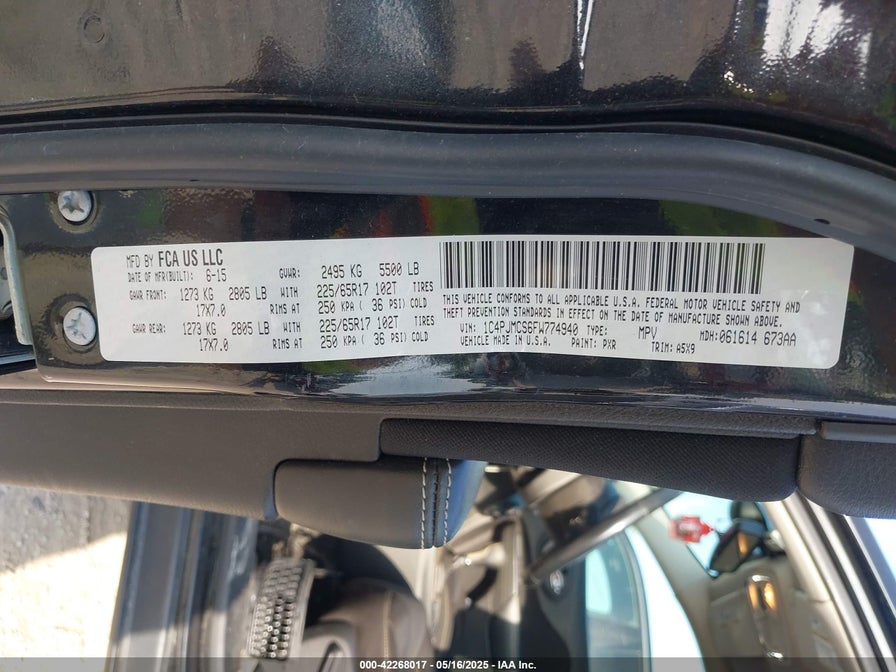 MFD BY FCA US LLC
DATE OF MFR(BUILT): 6-15 GVWR: 2495 KG 5500 LB
GAWR FRONT: 1273 KG 2805 LB WITH 225/65R17 102T TIRES
17X7.0 RIMS AT 250 KPA ( 36 PSI) COLD
GAWR REAR: 1273 KG 2805 LB WITH 225/65R17 102T TIRES
17X7.0 RIMS AT 250 KPA ( 36 PSI) COLD
THIS VEHICLE CONFORMS TO ALL APPLICABLE U.S.A. FEDERAL MOTOR VEHICLE SAFETY AND
THEFT PREVENTION STANDARDS IN EFFECT ON THE DATE OF MANUFACTURE SHOWN ABOVE.
VIN: 1C4PJMCS6FW774940 TYPE: MPV MDH: 061614 673AA
VEHICLE MADE IN U.S.A. PAINT: PXR TRIM: A5X9
000-42268017 - 05/16/2025 - IAA Inc.